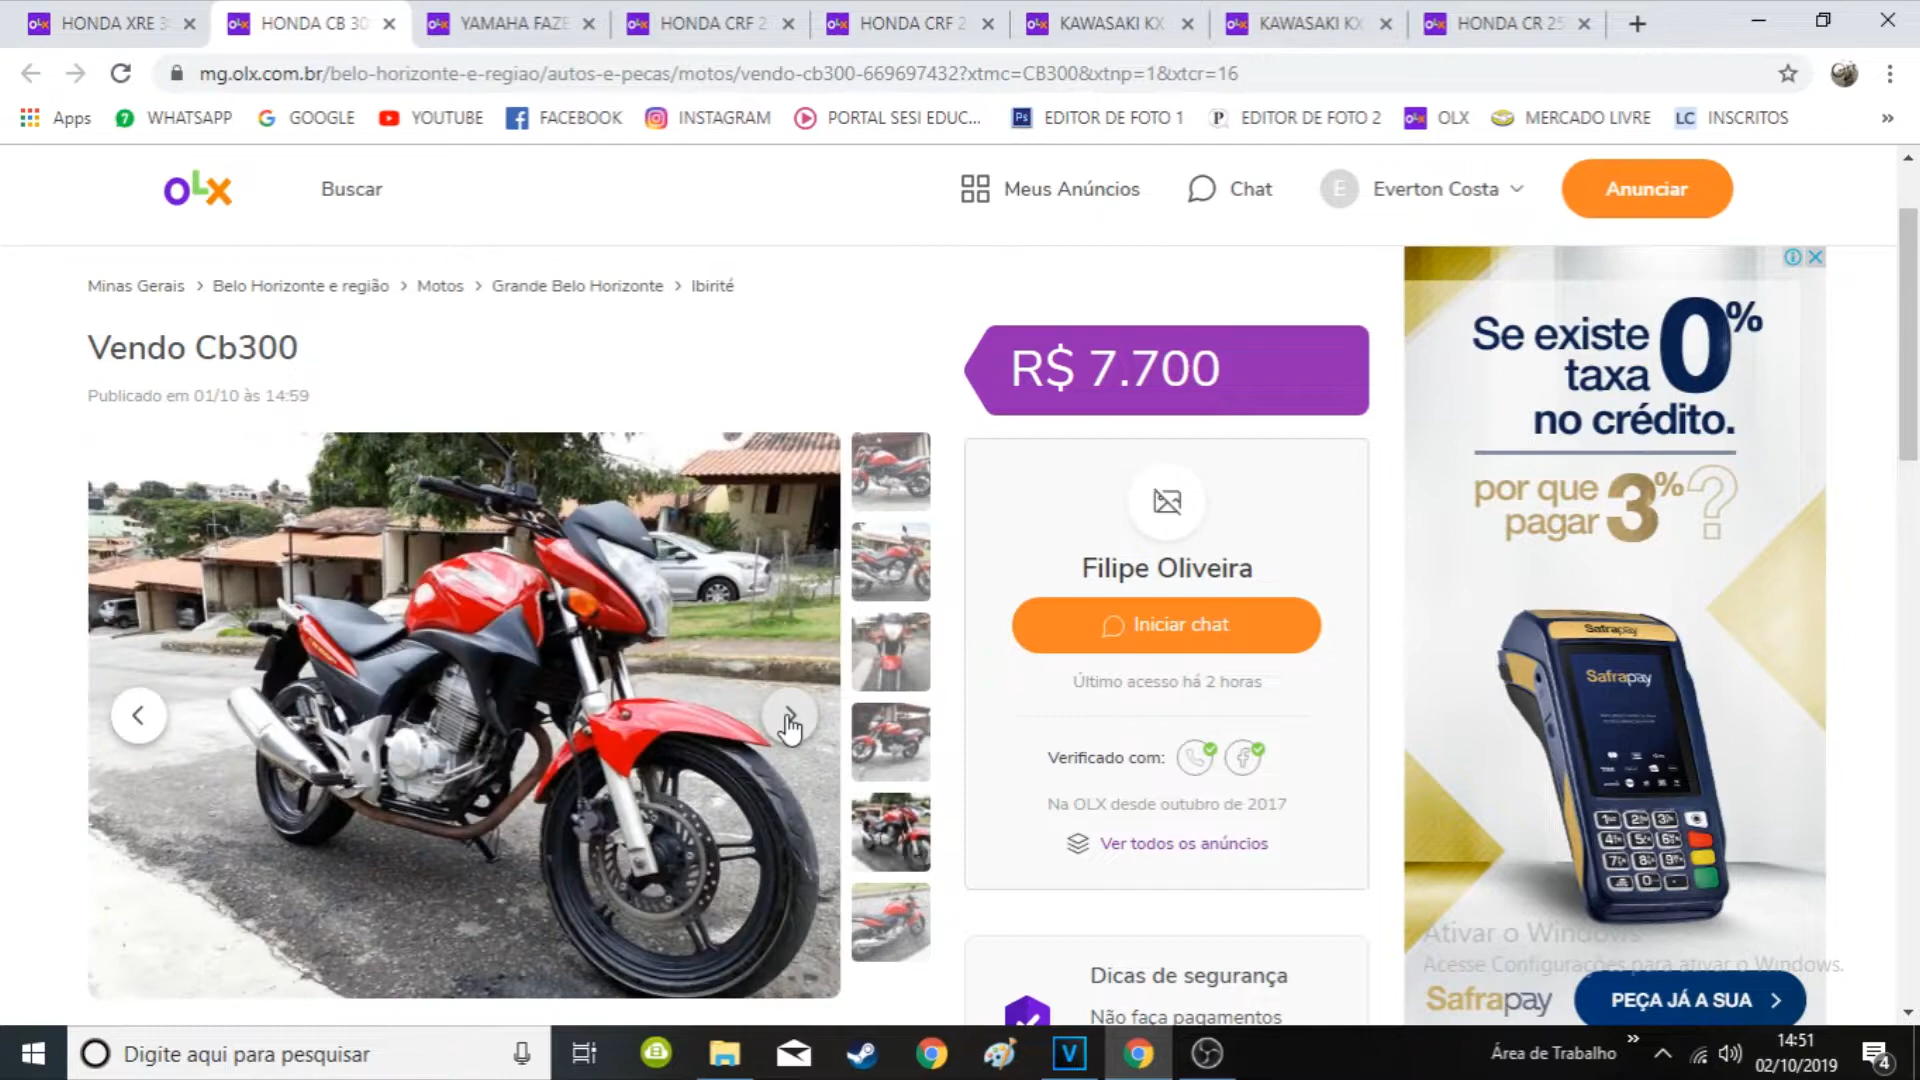 HONDA XRE 3
HONDA CB 30
YAMAHA FAZE
HONDA CRF 2
HONDA CRF 2
KAWASAKI KX
KAWASAKI KX
HONDA CR 25
mg.olx.com.br/belo-horizonte-e-regiao/autos-e-pecas/motos/vendo-cb300-669697432?xtmc=CB300&xtnp=1&xtcr=16
Apps WHATSAPP GOOGLE YOUTUBE FACEBOOK INSTAGRAM PORTAL SESI EDUC... EDITOR DE FOTO 1 EDITOR DE FOTO 2 OLX MERCADO LIVRE LC INSCRITOS »
OLX Buscar Meus Anúncios Chat E Everton Costa Anunciar
Minas Gerais > Belo Horizonte e região > Motos > Grande Belo Horizonte > Ibirité
Vendo Cb300
Publicado em 01/10 às 14:59
R$ 7.700
Filipe Oliveira
Iniciar chat
Último acesso há 2 horas
Verificado com:
Na OLX desde outubro de 2017
Ver todos os anúncios
Dicas de segurança
Não faça pagamentos
Se existe 0%
taxa
no crédito.
por que 3%?
pagar
Safrapay
Safrapay
Ativar o Windows
Acesse Configurações para ativar o Windows.
Safrapay PEÇA JÁ A SUA >
Digite aqui para pesquisar
Área de Trabalho »
14:51
02/10/2019
4